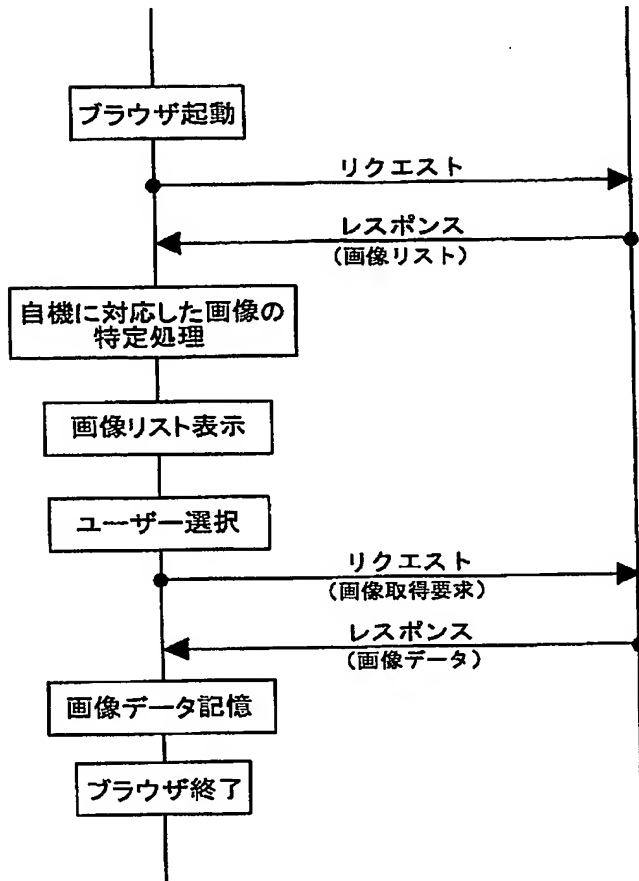 ブラウザ起動
リクエスト
レスポンス
(画像リスト)
自機に対応した画像の
特定処理
画像リスト表示
ユーザー選択
リクエスト
(画像取得要求)
レスポンス
(画像データ)
画像データ記憶
ブラウザ終了